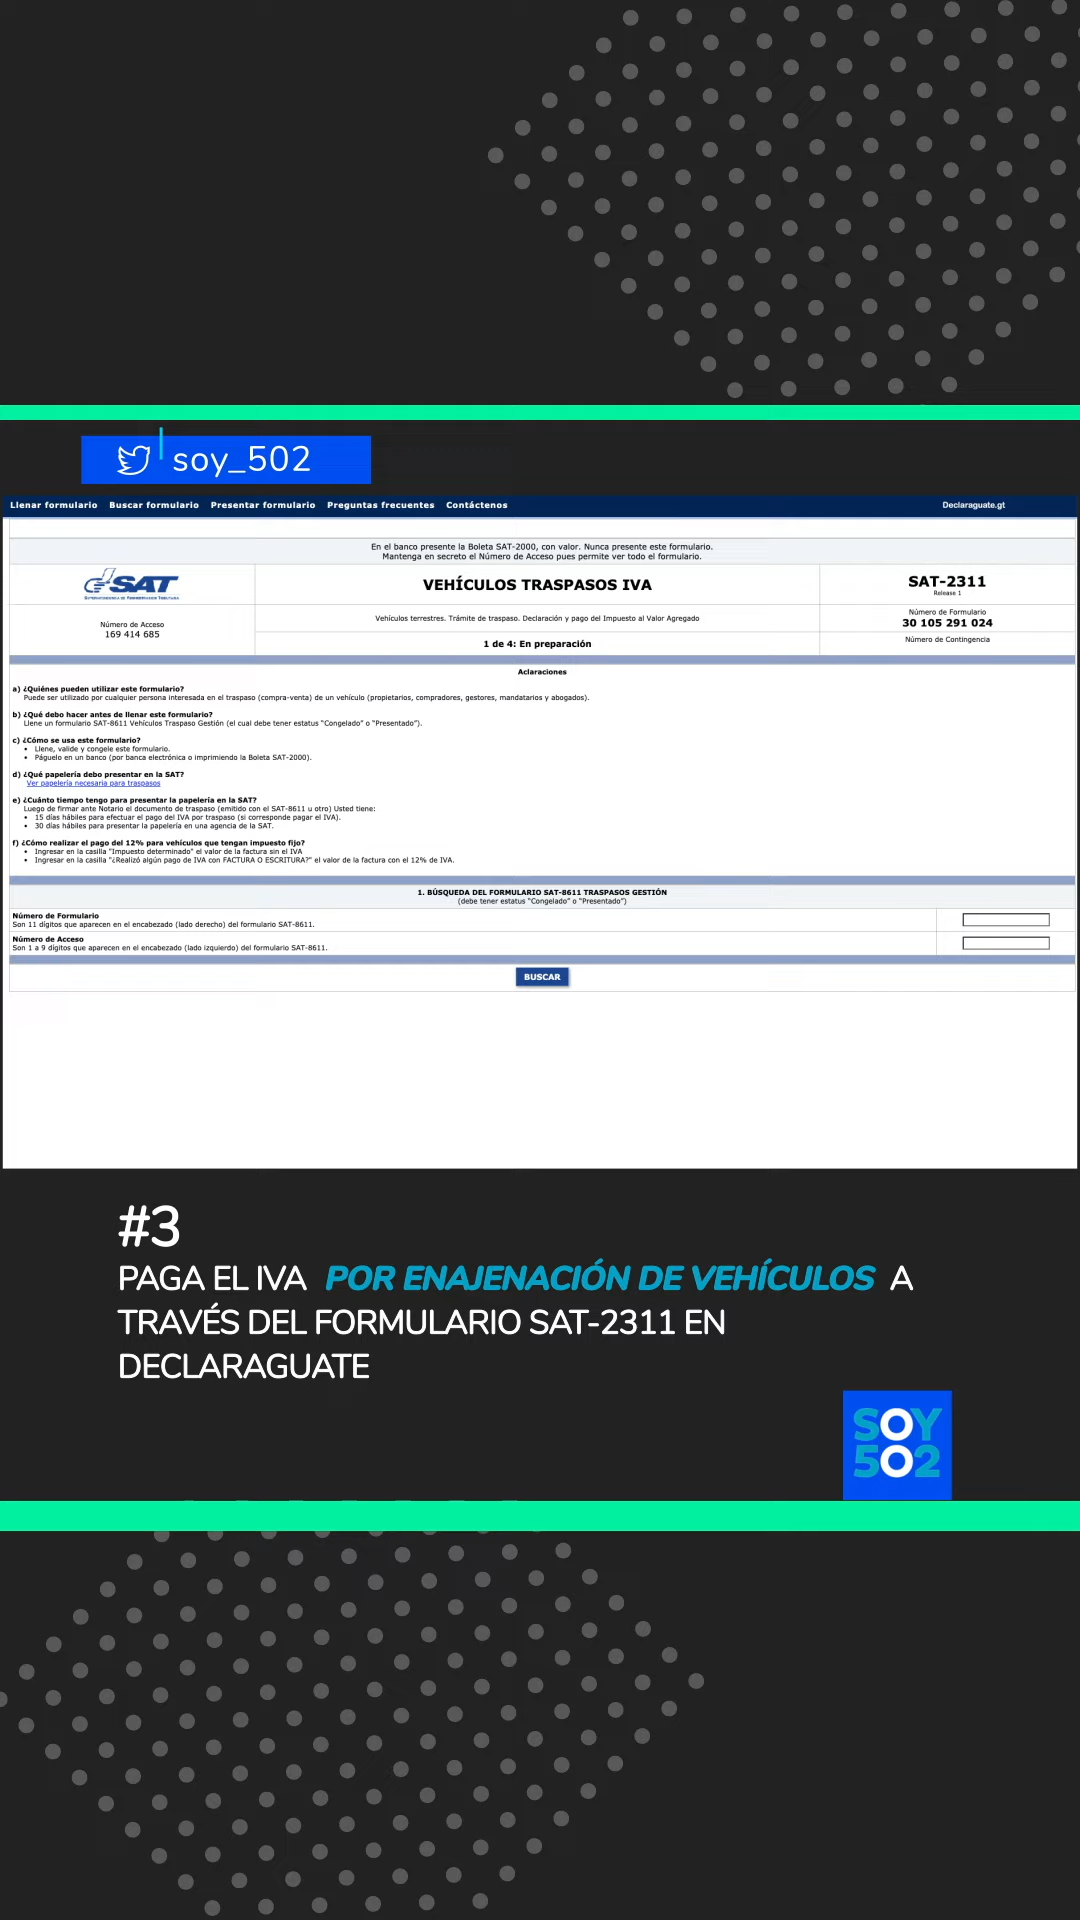 soy_502
Llenar formulario Buscar formulario Presentar formulario Preguntas frecuentes Contáctenos Declaraguate.gt
En el banco presente la Boleta SAT-2000, con valor. Nunca presente este formulario.
Mantenga en secreto el Número de Acceso pues permite ver todo el formulario.
SAT
SUPERINTENDENCIA DE ADMINISTRACIÓN TRIBUTARIA
VEHÍCULOS TRASPASOS IVA
SAT-2311
Release 1
Número de Acceso
169 414 685
Vehículos terrestres. Trámite de traspaso. Declaración y pago del Impuesto al Valor Agregado
1 de 4: En preparación
Número de Formulario
30 105 291 024
Número de Contingencia
Aclaraciones
a) ¿Quiénes pueden utilizar este formulario?
Puede ser utilizado por cualquier persona interesada en el traspaso (compra-venta) de un vehículo (propietarios, compradores, gestores, mandatarios y abogados).
b) ¿Qué debo hacer antes de llenar este formulario?
Llene un formulario SAT-8611 Vehículos Traspaso Gestión (el cual debe tener estatus “Congelado” o “Presentado”).
c) ¿Cómo se usa este formulario?
• Llene, valide y congele este formulario.
• Páguelo en un banco (por banca electrónica o imprimiendo la Boleta SAT-2000).
d) ¿Qué papelería debo presentar en la SAT?
Ver papelería necesaria para traspasos
e) ¿Cuánto tiempo tengo para presentar la papelería en la SAT?
Luego de firmar ante Notario el documento de traspaso (emitido con el SAT-8611 u otro) Usted tiene:
• 15 días hábiles para efectuar el pago del IVA por traspaso (si corresponde pagar el IVA).
• 30 días hábiles para presentar la papelería en una agencia de la SAT.
f) ¿Cómo realizar el pago del 12% para vehículos que tengan impuesto fijo?
• Ingresar en la casilla "Impuesto determinado" el valor de la factura sin el IVA
• Ingresar en la casilla "¿Realizó algún pago de IVA con FACTURA O ESCRITURA?" el valor de la factura con el 12% de IVA.
1. BÚSQUEDA DEL FORMULARIO SAT-8611 TRASPASOS GESTIÓN
(debe tener estatus “Congelado” o “Presentado”)
Número de Formulario
Son 11 dígitos que aparecen en el encabezado (lado derecho) del formulario SAT-8611.
Número de Acceso
Son 1 a 9 dígitos que aparecen en el encabezado (lado izquierdo) del formulario SAT-8611.
BUSCAR
#3
PAGA EL IVA POR ENAJENACIÓN DE VEHÍCULOS A
TRAVÉS DEL FORMULARIO SAT-2311 EN
DECLARAGUATE
SOY
502